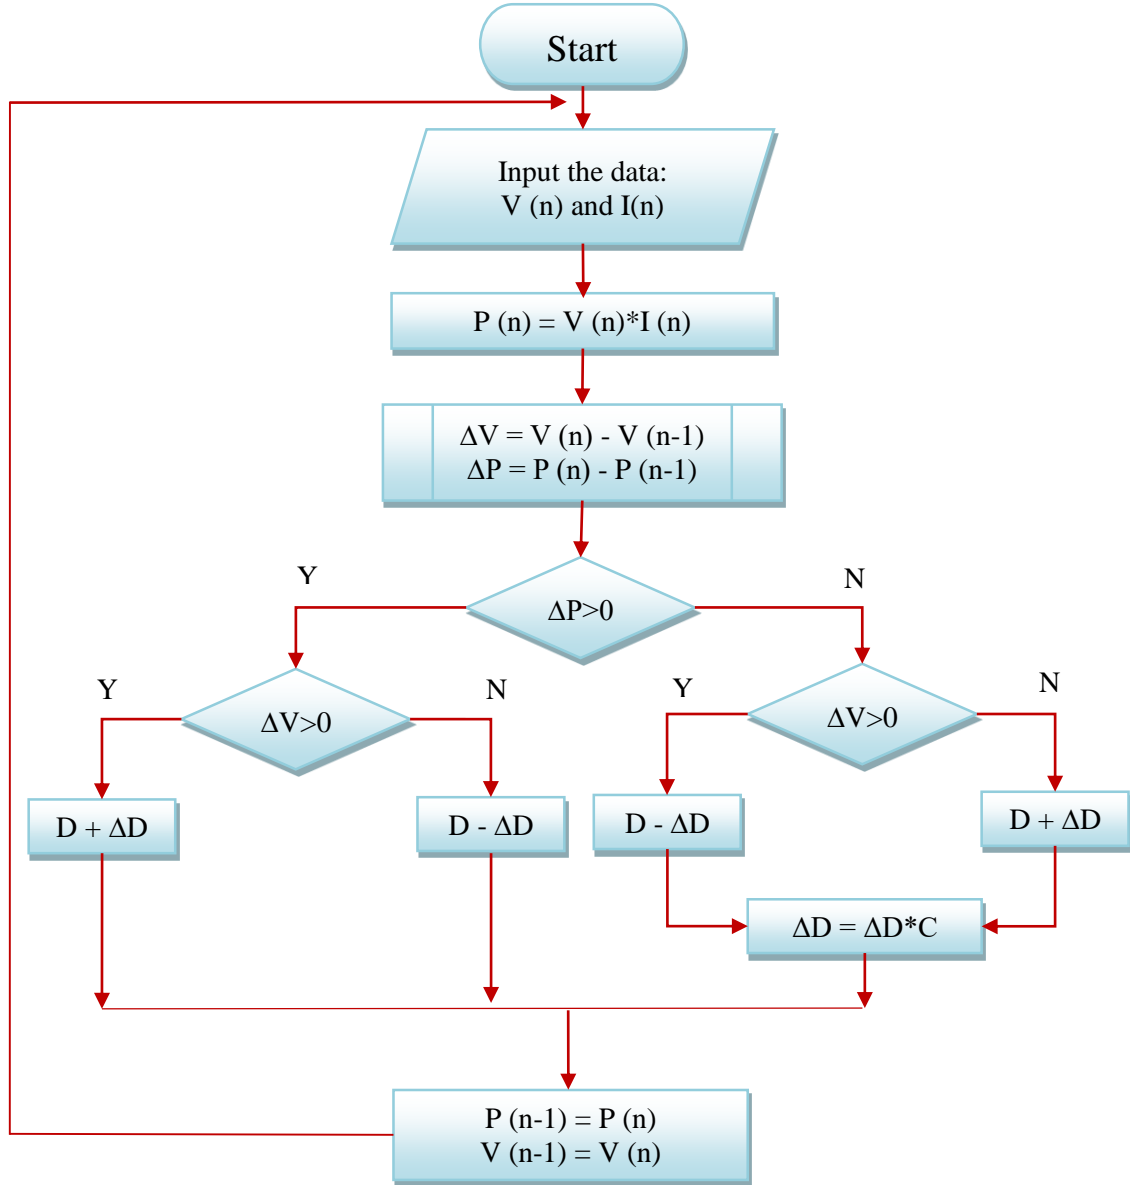 Start
Input the data:
V (n) and I(n)
P (n) = V (n)*I (n)
ΔV = V (n) - V (n-1)
ΔP = P (n) - P (n-1)
Y
N
ΔP>0
Y
N
ΔV>0
Y
N
ΔV>0
D + ΔD
D - ΔD
D - ΔD
D + ΔD
ΔD = ΔD*C
P (n-1) = P (n)
V (n-1) = V (n)